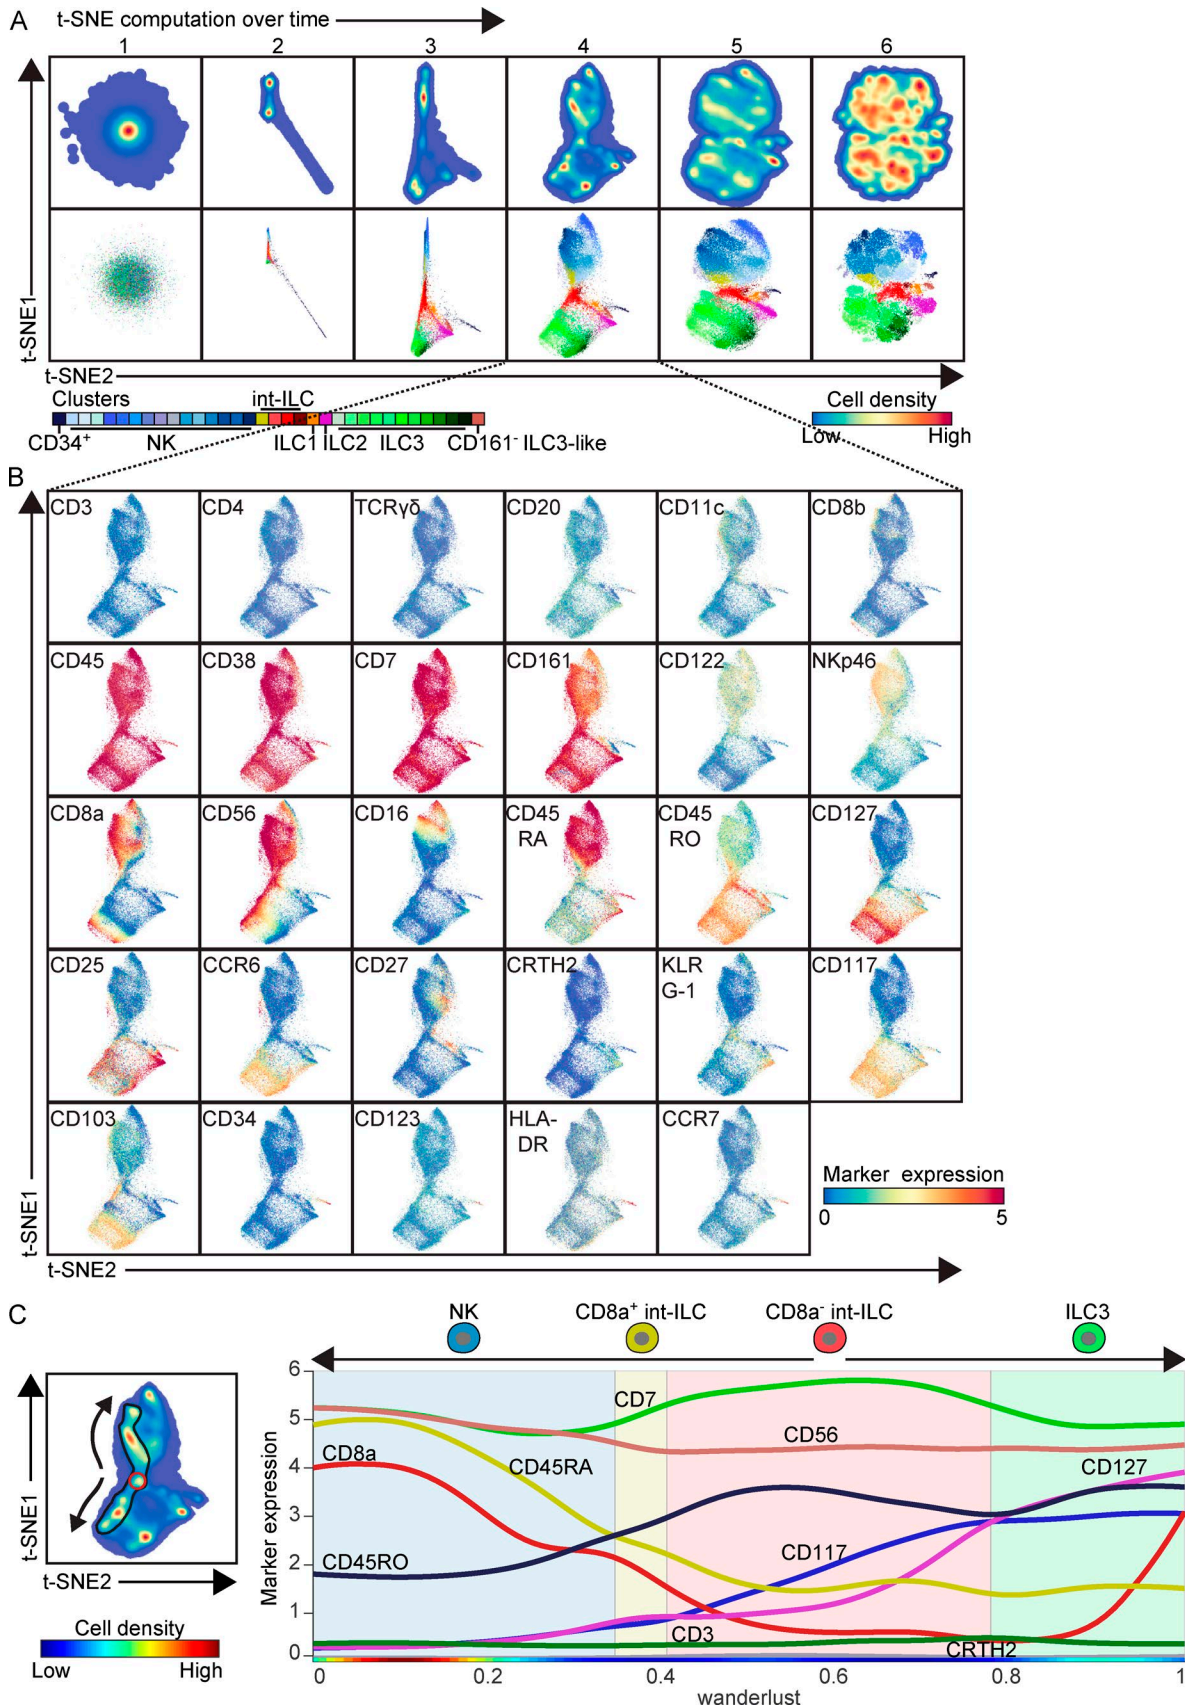 A
t-SNE computation over time
1 2 3 4 5 6
t-SNE1
t-SNE2
Clusters
int-ILC
CD34⁺ NK ILC1 ILC2 ILC3 CD161⁻ ILC3-like
Cell density
Low High
B
CD3 CD4 TCRγδ CD20 CD11c CD8b
CD45 CD38 CD7 CD161 CD122 NKp46
CD8a CD56 CD16 CD45 RA CD45 RO CD127
CD25 CCR6 CD27 CRTH2 KLR G-1 CD117
CD103 CD34 CD123 HLA-DR CCR7
Marker expression
0 5
t-SNE1
t-SNE2
C
NK CD8a⁺ int-ILC CD8a⁻ int-ILC ILC3
t-SNE1
t-SNE2
Cell density
Low High
Marker expression
6
5
4
3
2
1
0
CD7
CD56
CD8a
CD45RA
CD127
CD45RO
CD117
CD3
CRTH2
0 0.2 0.4 0.6 0.8 1
wanderlust